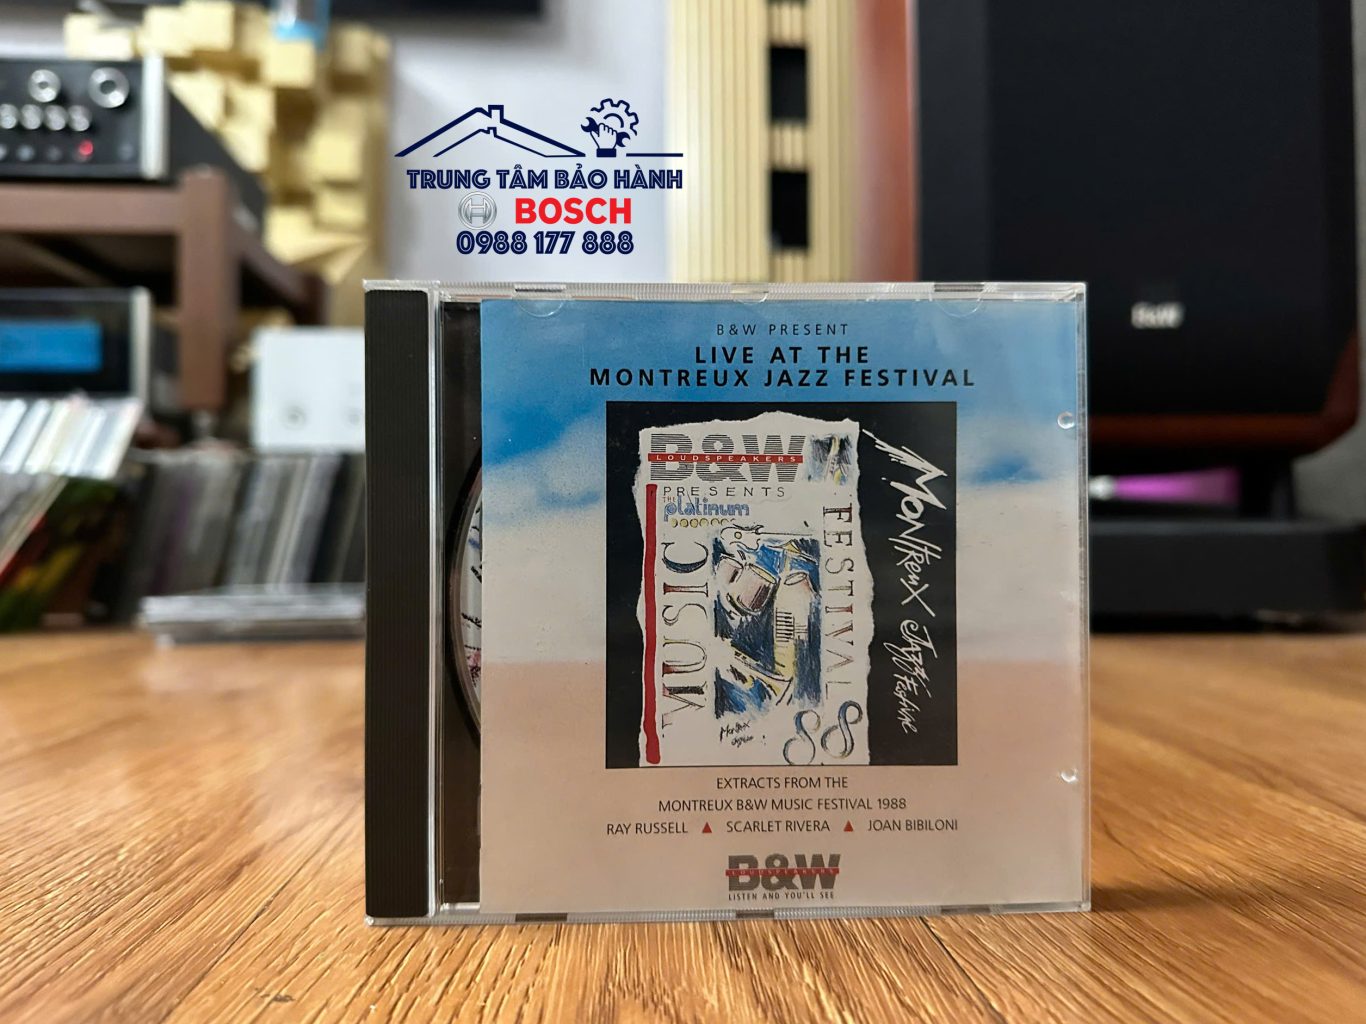 TRUNG TÂM BẢO HÀNH
BOSCH
0988 177 888
B&W PRESENT
LIVE AT THE
MONTREUX JAZZ FESTIVAL
B&W
LOUDSPEAKERS
PRESENTS
THE
platinum
MUSIC
FESTIVAL
88
Montreux
Jazz Festival
EXTRACTS FROM THE
MONTREUX B&W MUSIC FESTIVAL 1988
RAY RUSSELL ▲ SCARLET RIVERA ▲ JOAN BIBILONI
B&W
LOUDSPEAKERS
LISTEN AND YOU'LL SEE
B&W